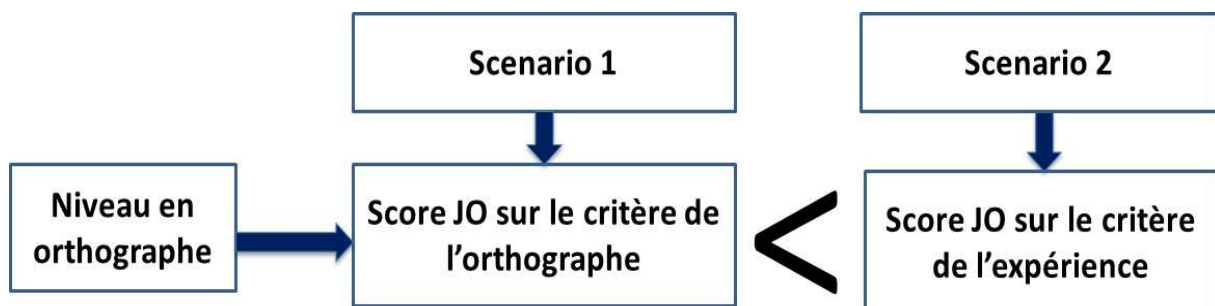 Scenario 1
Scenario 2
Niveau en
orthographe
Score JO sur le critère de
l'orthographe
<
Score JO sur le critère
de l'expérience